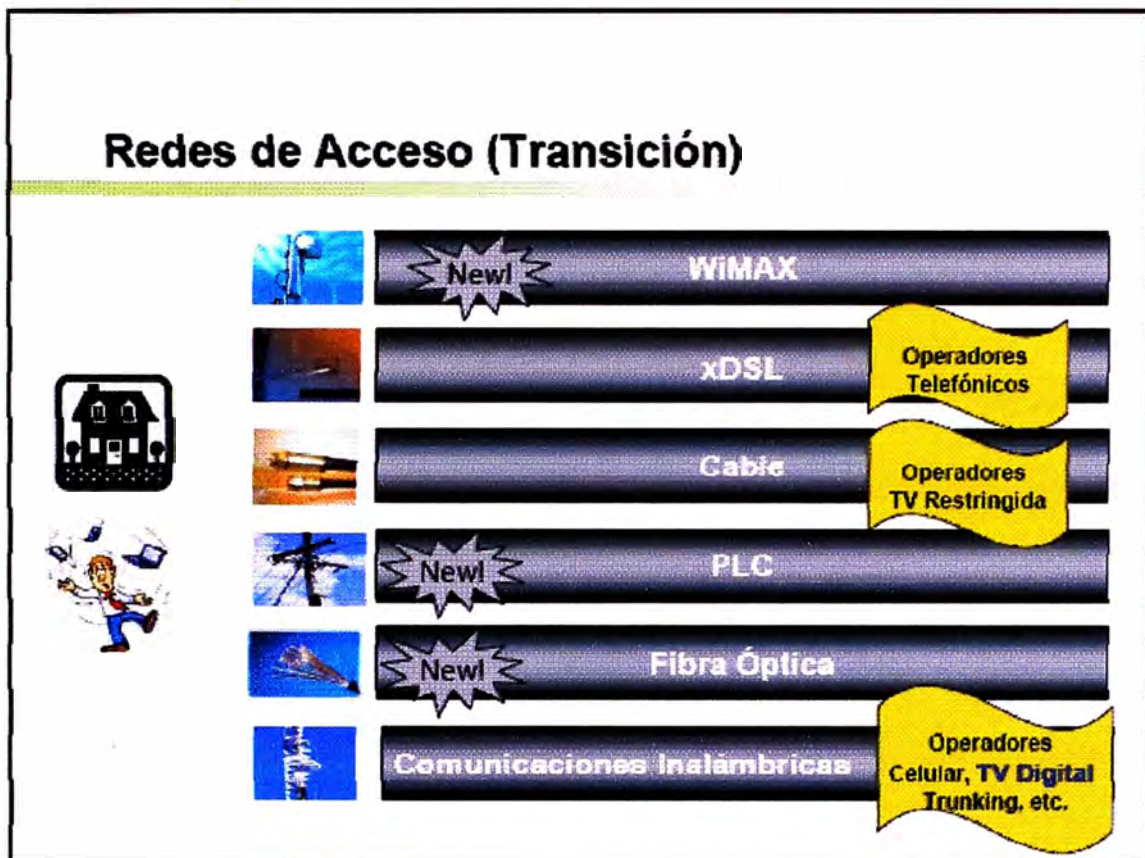 Redes de Acceso (Transición)
New!
WiMAX
xDSL
Operadores
Telefónicos
Cable
Operadores
TV Restringida
New!
PLC
New!
Fibra Óptica
Comunicaciones Inalámbricas
Operadores
Celular, TV Digital
Trunking, etc.